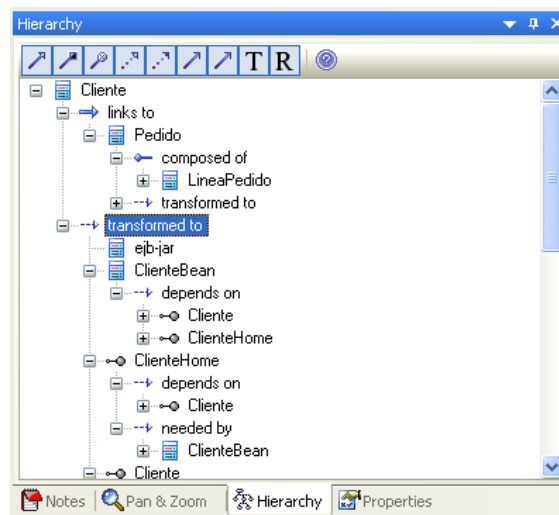 Hierarchy
T R
Cliente
links to
Pedido
composed of
LineaPedido
transformed to
transformed to
ejb-jar
ClienteBean
depends on
Cliente
ClienteHome
ClienteHome
depends on
Cliente
needed by
ClienteBean
Cliente
Notes Pan & Zoom Hierarchy Properties